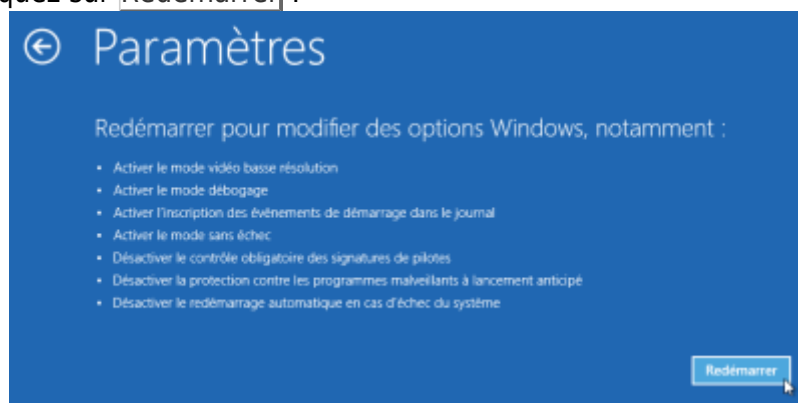 quez sur Redémarrer :
Paramètres
Redémarrer pour modifier des options Windows, notamment :
• Activer le mode vidéo basse résolution
• Activer le mode débogage
• Activer l'inscription des événements de démarrage dans le journal
• Activer le mode sans échec
• Désactiver le contrôle obligatoire des signatures de pilotes
• Désactiver la protection contre les programmes malveillants à lancement anticipé
• Désactiver le redémarrage automatique en cas d'échec du système
Redémarrer